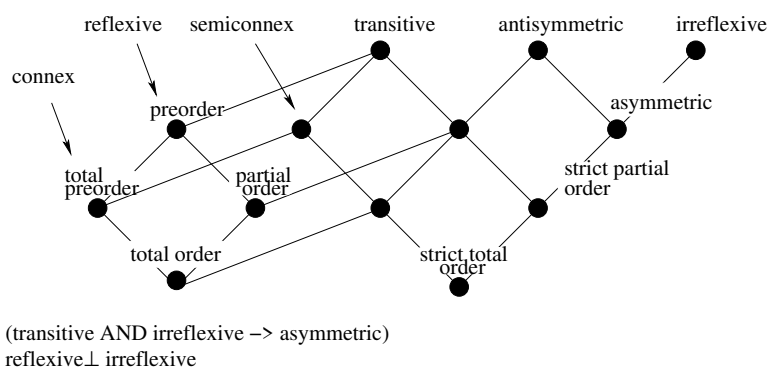 reflexive
semiconnex
transitive
antisymmetric
irreflexive
connex
preorder
asymmetric
total
preorder
partial
order
strict partial
order
total order
strict total
order
(transitive AND irreflexive −> asymmetric)
reflexive⊥ irreflexive